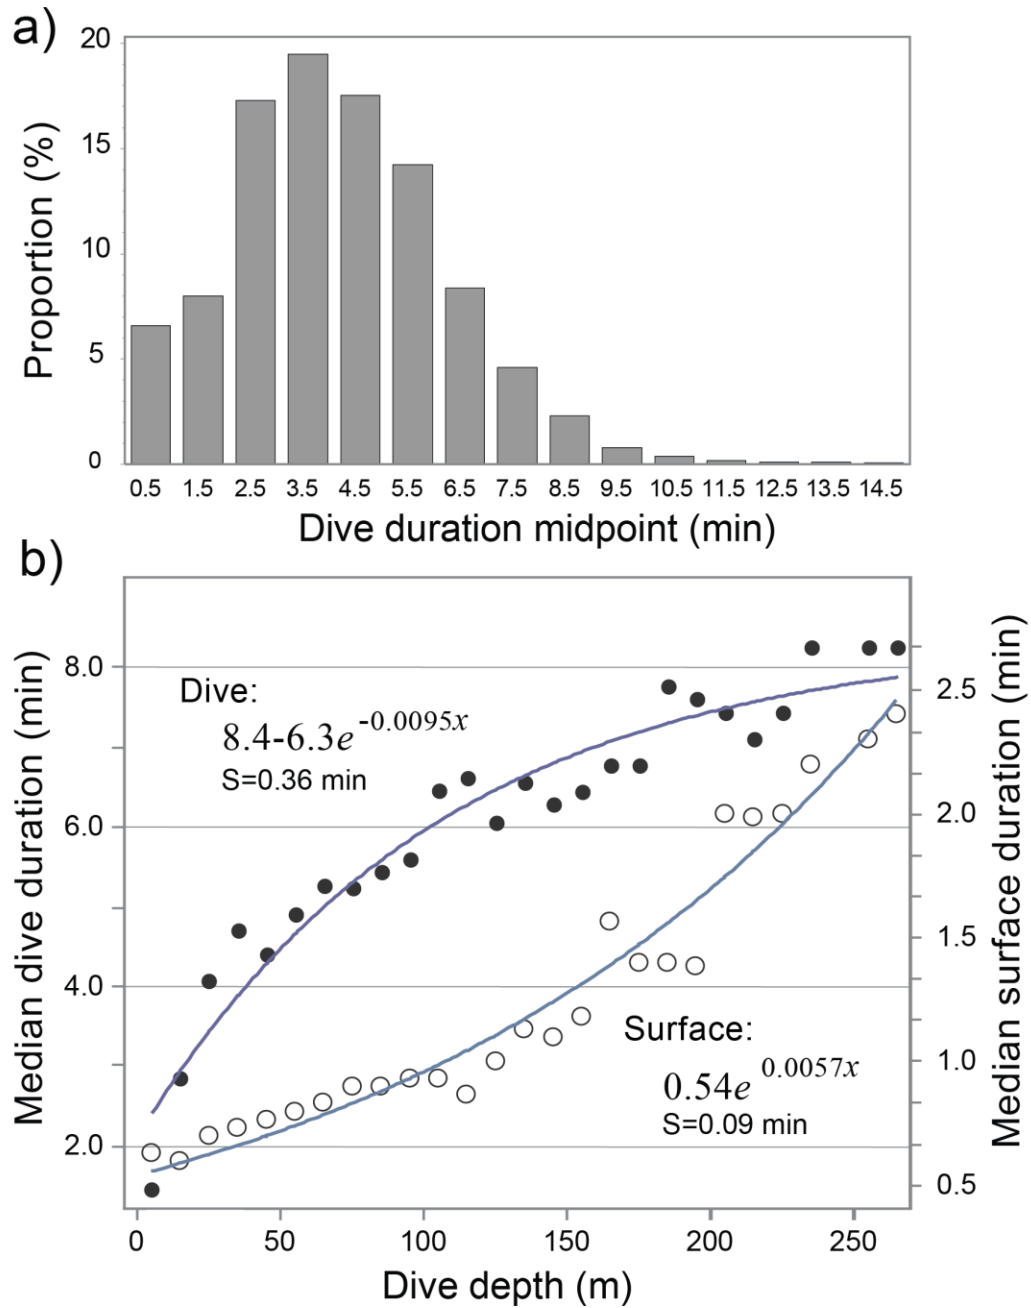 a)
Proportion (%)
20
15
10
5
0
0.5 1.5 2.5 3.5 4.5 5.5 6.5 7.5 8.5 9.5 10.5 11.5 12.5 13.5 14.5
Dive duration midpoint (min)
b)
Median dive duration (min)
8.0
6.0
4.0
2.0
Dive:
8.4-6.3e^-0.0095x
S=0.36 min
Surface:
0.54e^0.0057x
S=0.09 min
2.5
2.0
1.5
1.0
0.5
Median surface duration (min)
0 50 100 150 200 250
Dive depth (m)